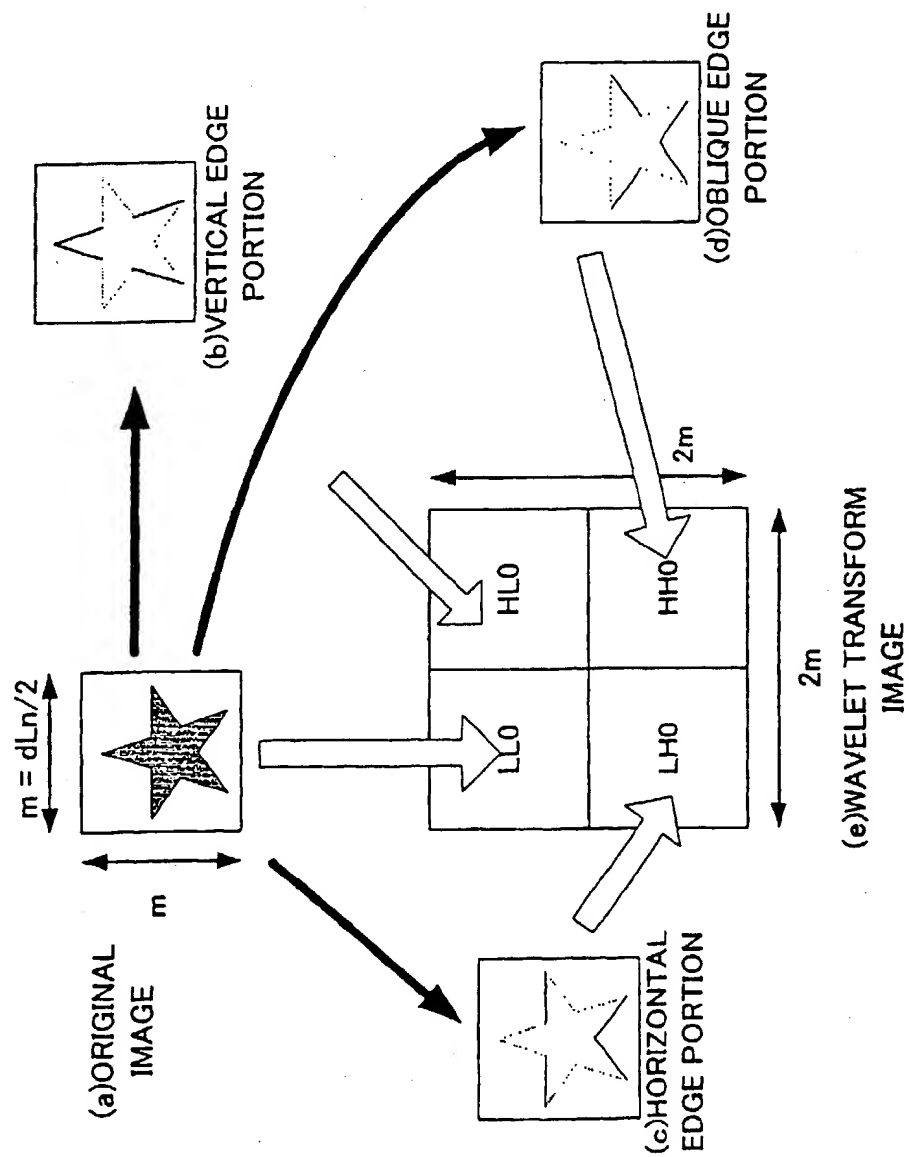 (a)ORIGINAL
IMAGE
m = dLn/2
m
(b)VERTICAL EDGE
PORTION
(c)HORIZONTAL
EDGE PORTION
(d)OBLIQUE EDGE
PORTION
LL0
HL0
LH0
HH0
2m
2m
(e)WAVELET TRANSFORM
IMAGE